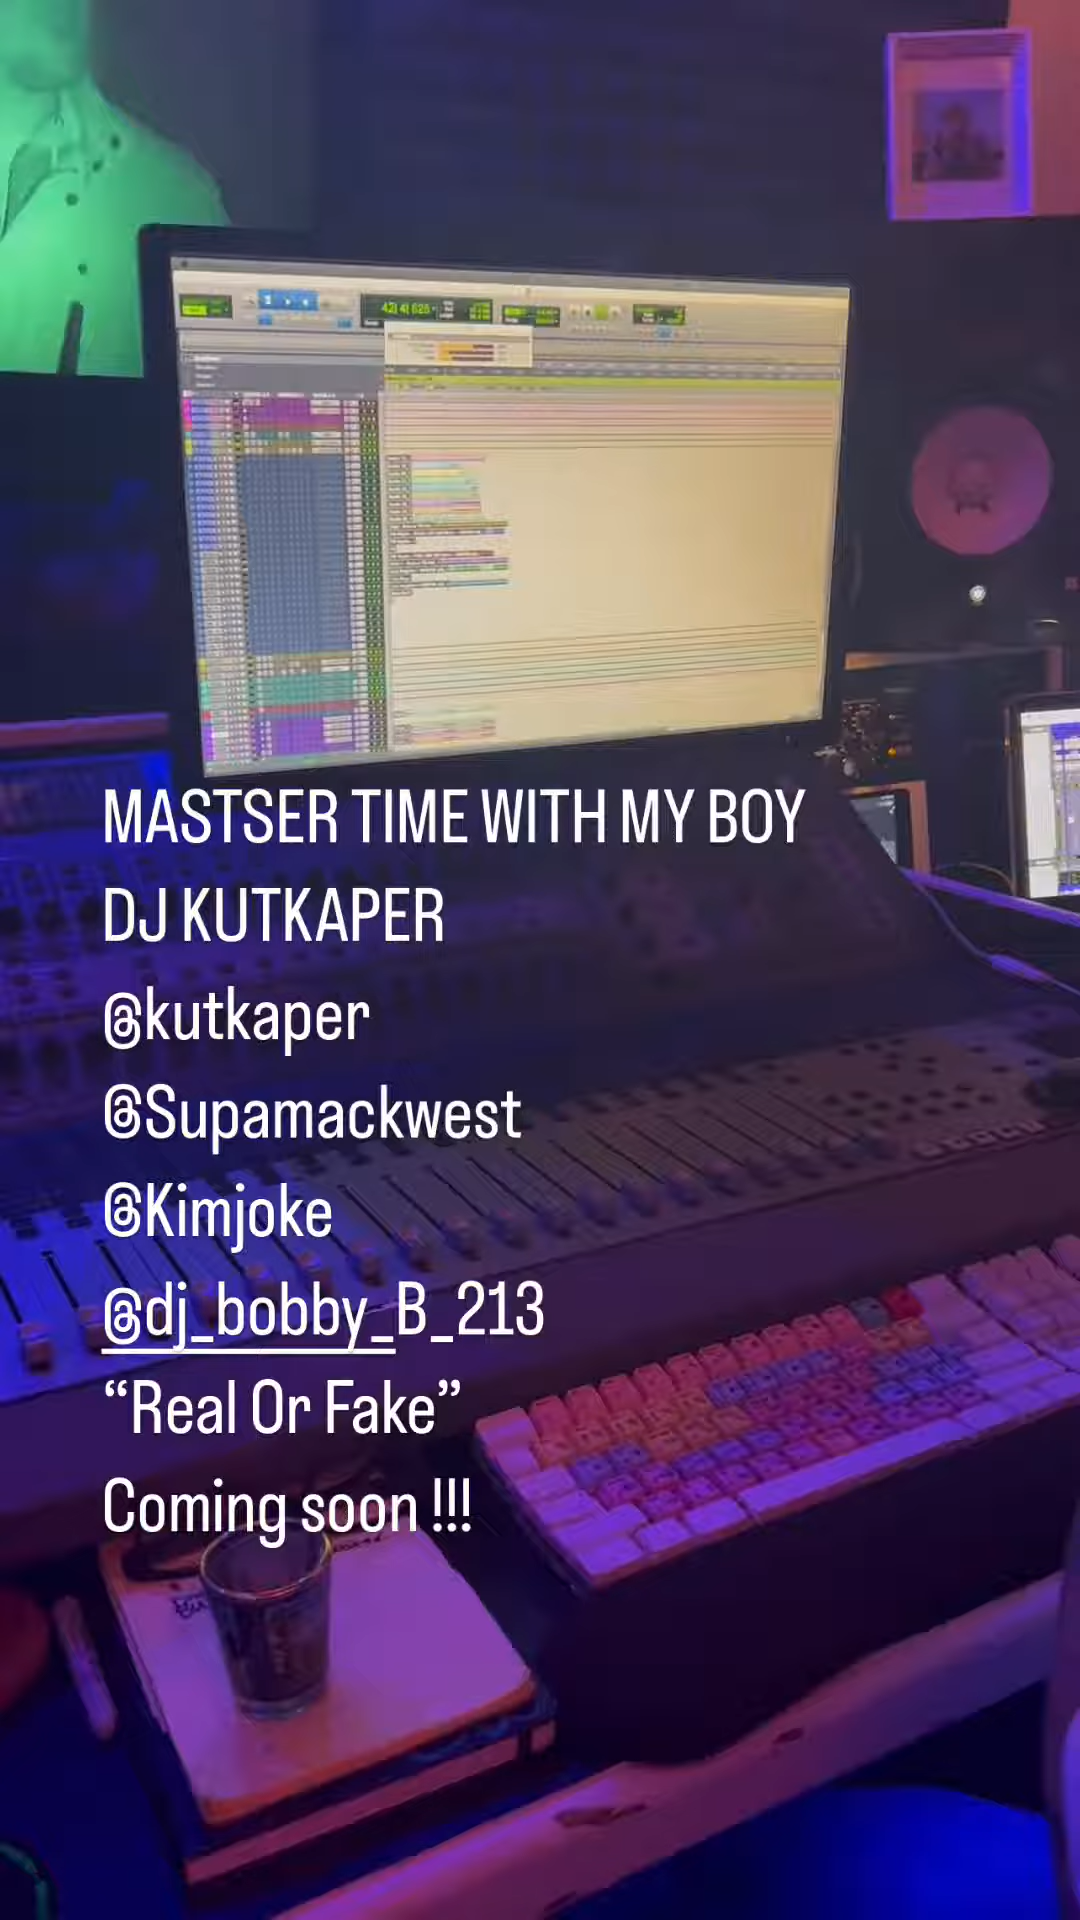 MASTSER TIME WITH MY BOY
DJ KUTKAPER
@kutkaper
@Supamackwest
@Kimjoke
@dj_bobby_B_213
“Real Or Fake”
Coming soon !!!